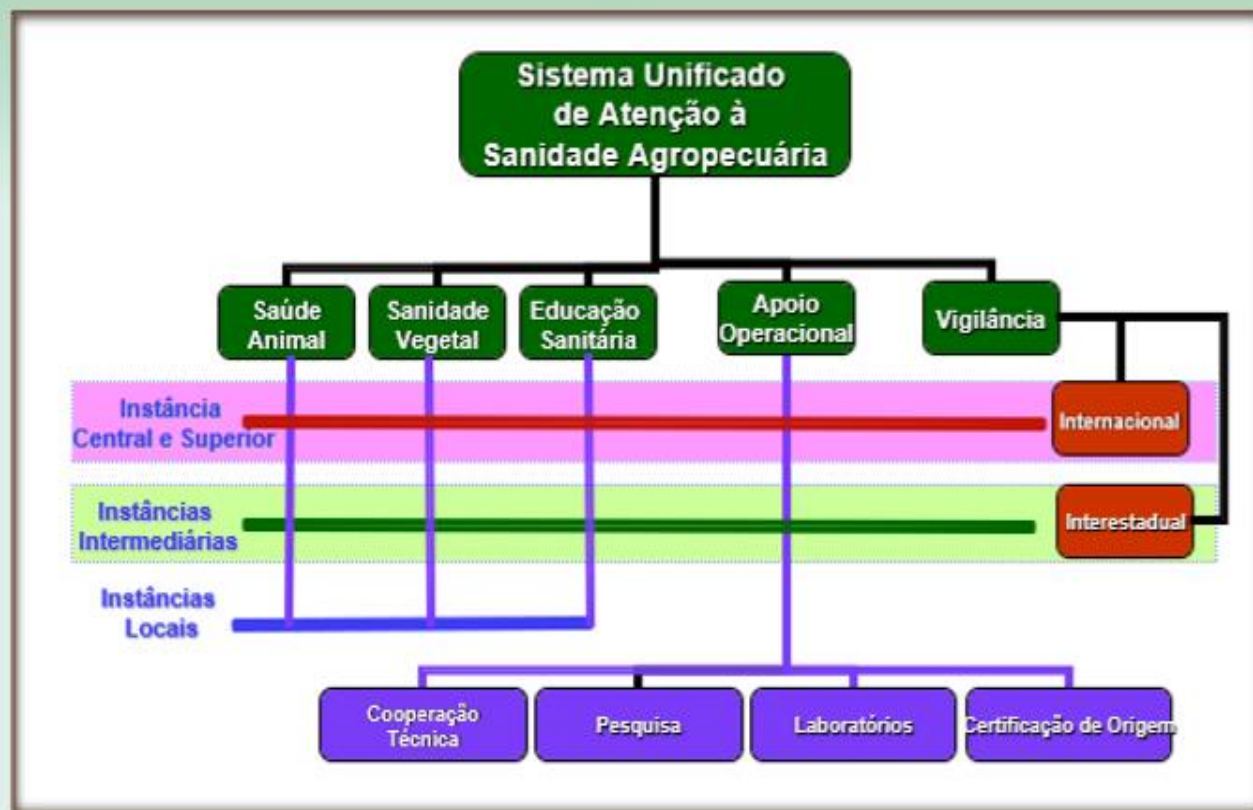 Sistema Unificado
de Atenção à
Sanidade Agropecuária
Saúde
Animal
Sanidade
Vegetal
Educação
Sanitária
Apoio
Operacional
Vigilância
Instância
Central e Superior
Internacional
Instâncias
Intermediárias
Interestadual
Instâncias
Locais
Cooperação
Técnica
Pesquisa
Laboratórios
Certificação de Origem